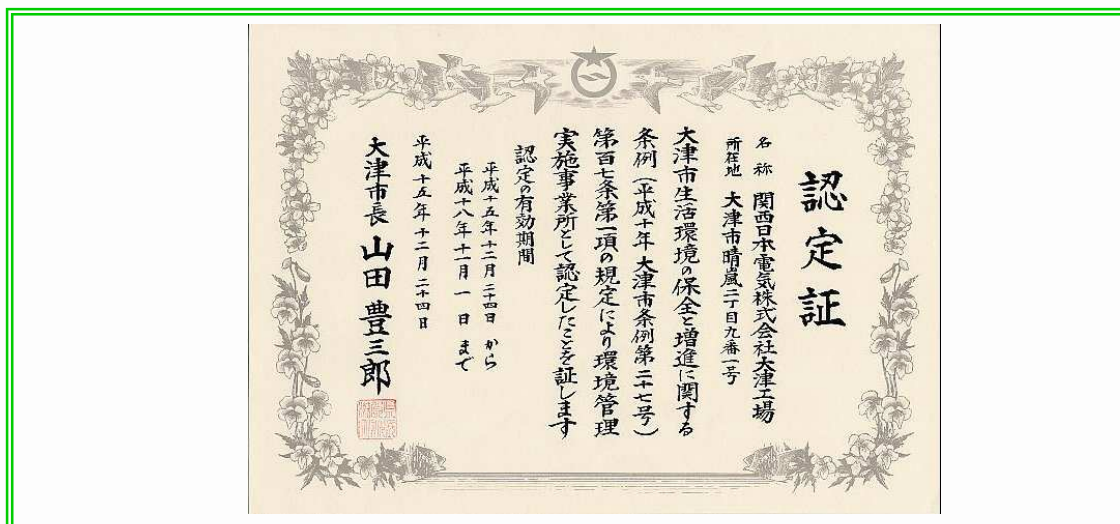 認定証
名称 関西日本電気株式会社大津工場
所在地 大津市晴嵐二丁目九番一号
大津市生活環境の保全と増進に関する
条例(平成十年大津市条例第二十七号)
第百七条第一項の規定により環境管理
実施事業所として認定したことを証します
認定の有効期間
平成十五年十二月二十四日から
平成十八年十一月一日まで
平成十五年十二月二十四日
大津市長 山田豊三郎